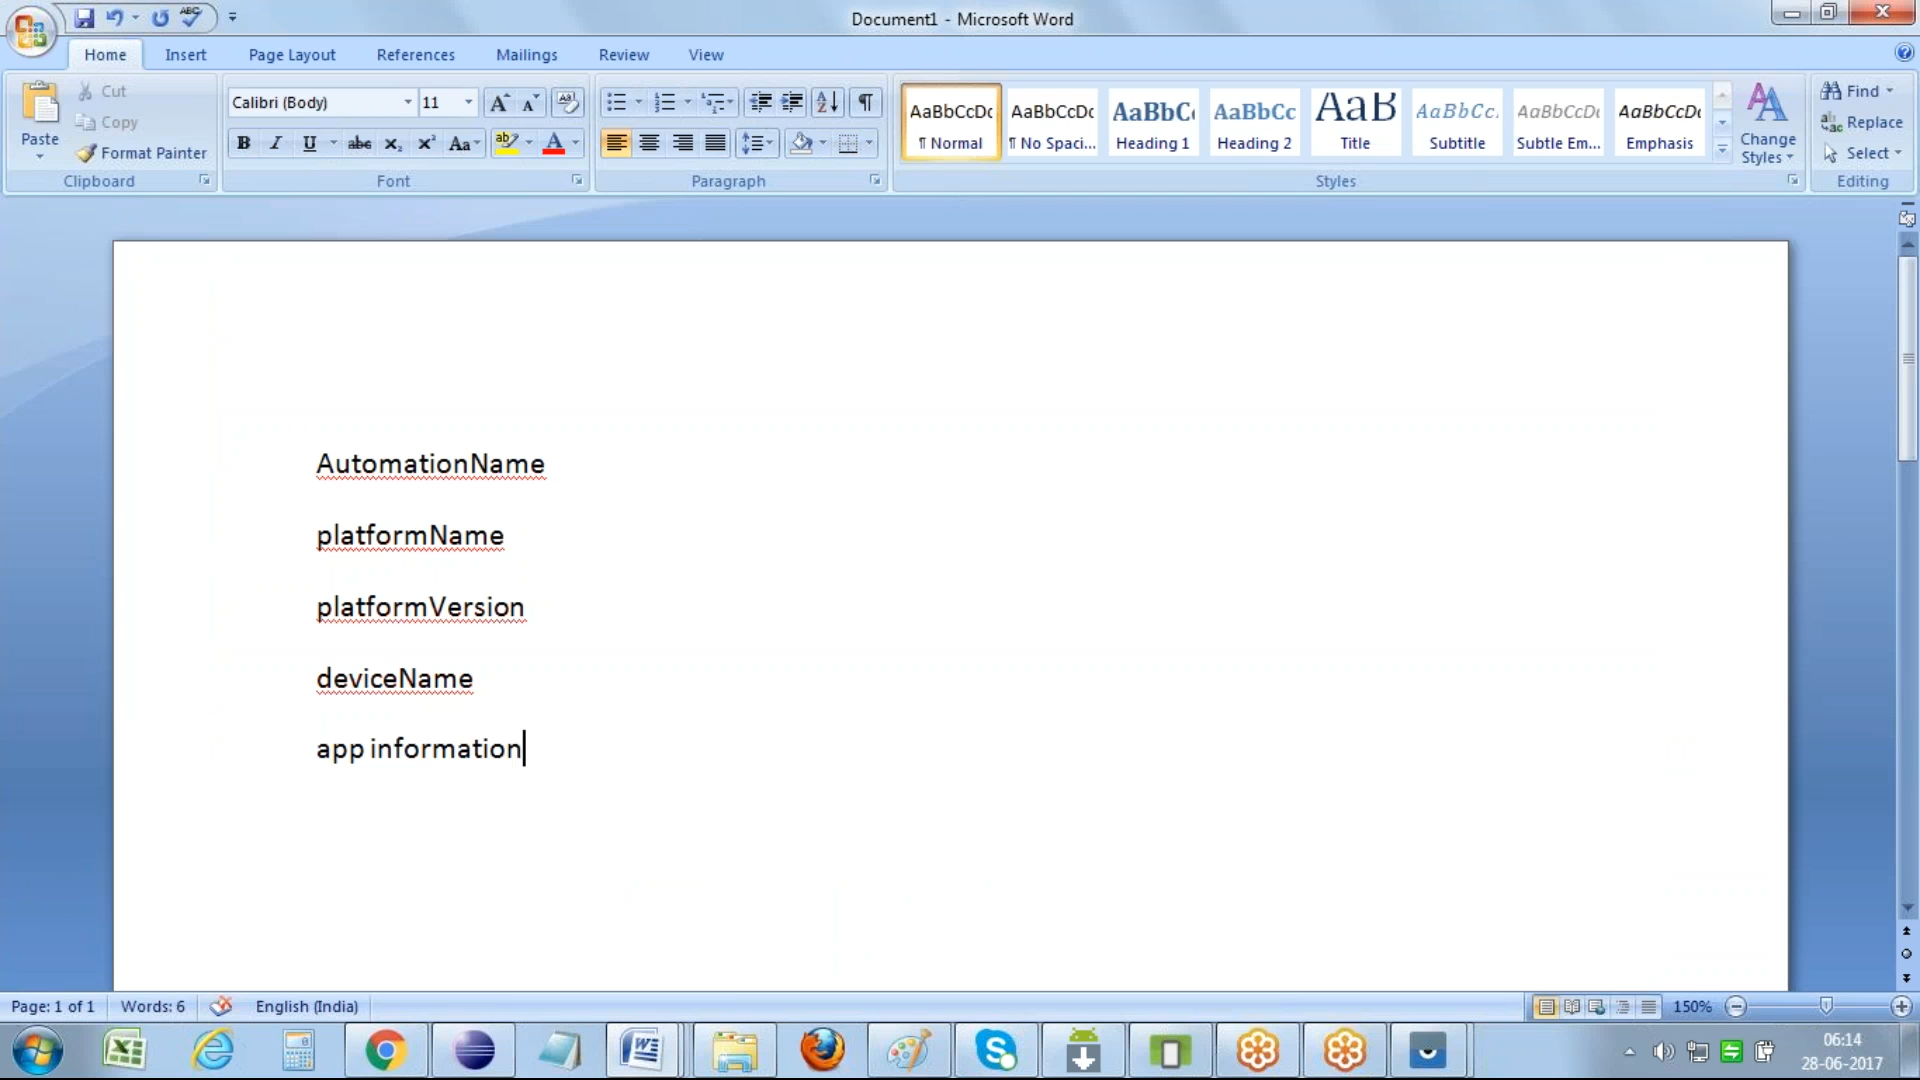 Document1 - Microsoft Word
Home Insert Page Layout References Mailings Review View
Paste
Cut
Copy
Format Painter
Clipboard
Calibri (Body) 11
Font
Paragraph
AaBbCcDc AaBbCcDc AaBbC AaBbCc AaB AaBbCc. AaBbCcDc AaBbCcDc
¶ Normal ¶ No Spaci... Heading 1 Heading 2 Title Subtitle Subtle Em... Emphasis
Change Styles
Styles
Find
Replace
Select
Editing
AutomationName
platformName
platformVersion
deviceName
app information
Page: 1 of 1 Words: 6 English (India) 150%
06:14
28-06-2017